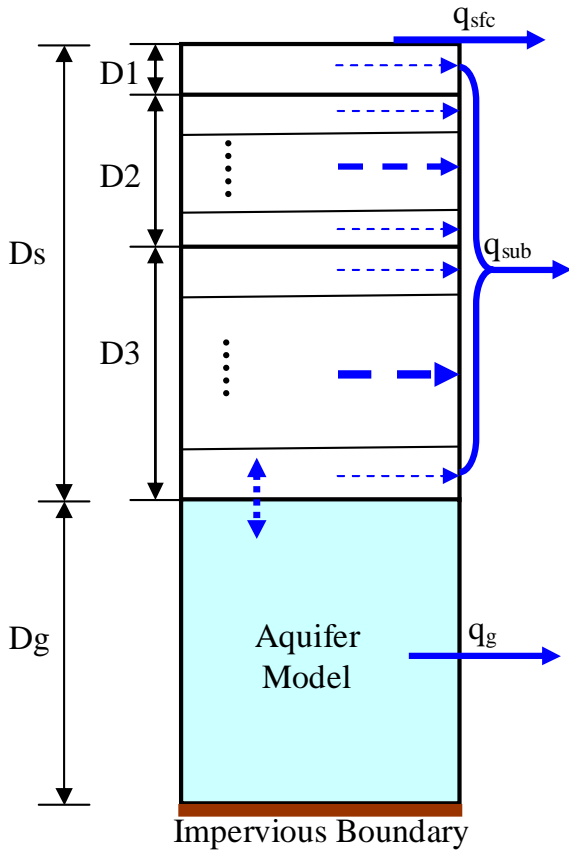 q_sfc
D1
D2
Ds
q_sub
D3
Dg
q_g
Aquifer
Model
Impervious Boundary